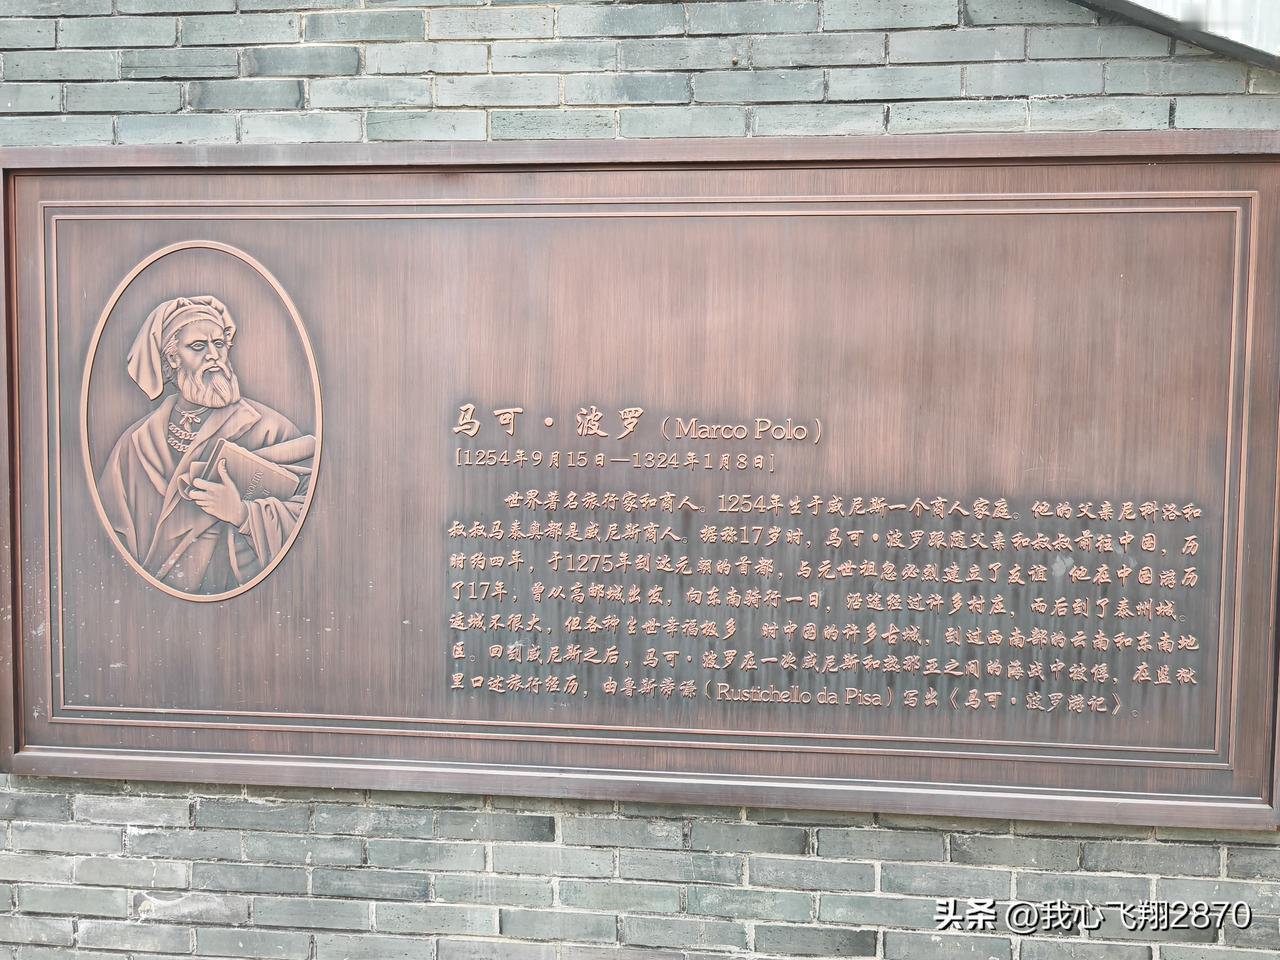 马可·波罗（Marco Polo）
[1254年9月15日—1324年1月8日]
世界著名旅行家和商人。1254年生于威尼斯一个商人家庭。他的父亲尼科洛和
叔叔马泰奥都是威尼斯商人。据称17岁时，马可·波罗跟随父亲和叔叔前往中国，历
时约四年，于1275年到达元朝的首都，与元世祖忽必烈建立了友谊 他在中国游历
了17年，曾从高邮城出发，向东南骑行一日，沿途经过许多村庄，而后到了泰州城。
这城不很大，但各种尘世幸福极多 时中国的许多古城，到过西南部的云南和东南地
区。回到威尼斯之后，马可·波罗在一次威尼斯和热那亚之间的海战中被俘，在监狱
里口述旅行经历，由鲁斯蒂谦（Rustichello da Pisa）写出《马可·波罗游记》。
头条 @我心飞翔2870